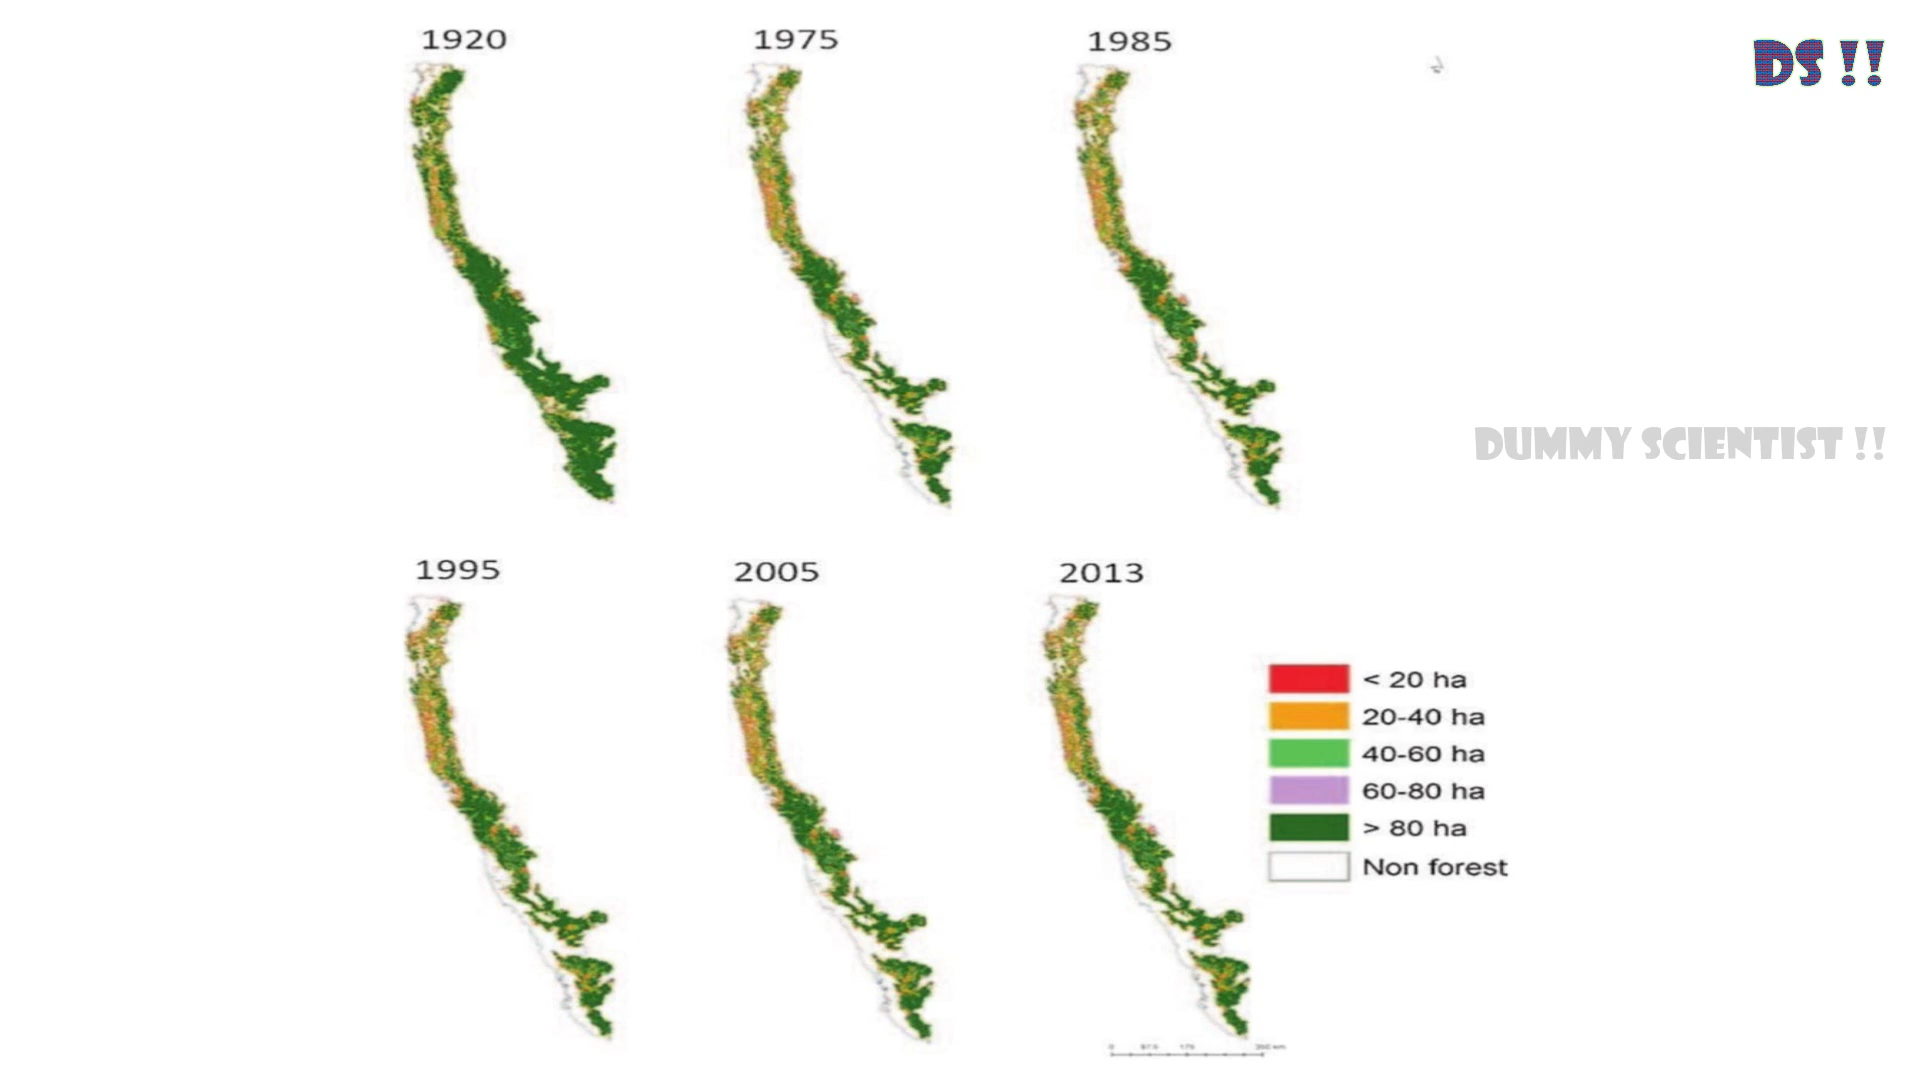 1920
1975
1985
DS !!
DUMMY SCIENTIST !!
1995
2005
2013
< 20 ha
20-40 ha
40-60 ha
60-80 ha
> 80 ha
Non forest